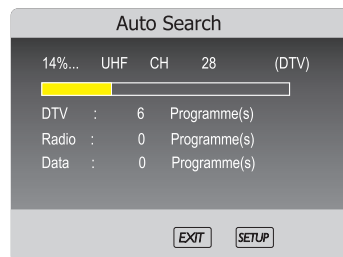 Auto Search
14%... UHF CH 28 (DTV)
DTV : 6 Programme(s)
Radio : 0 Programme(s)
Data : 0 Programme(s)
EXIT SETUP